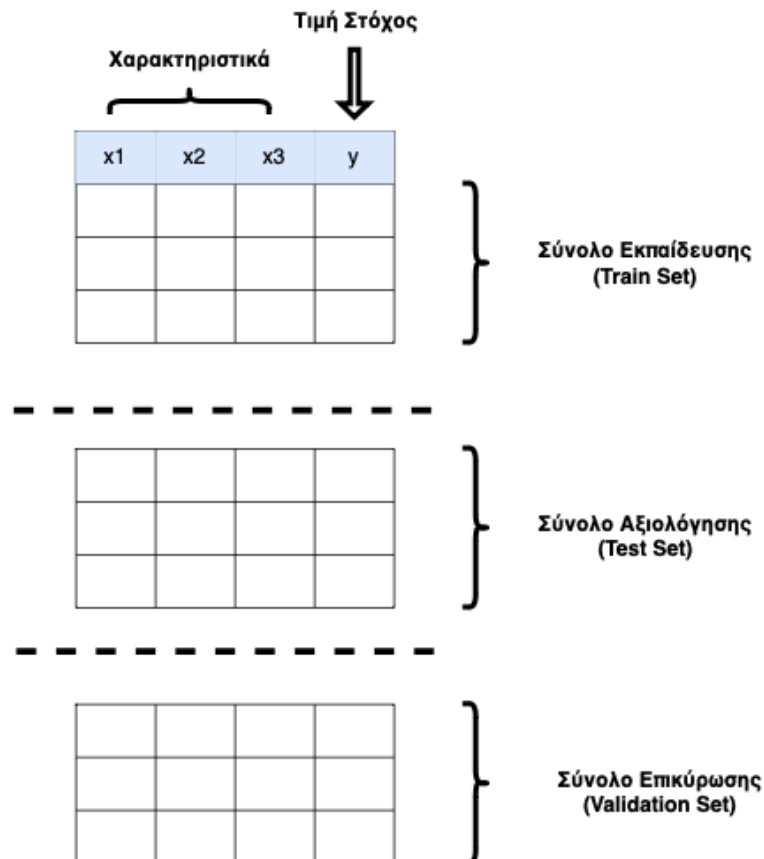 Τιμή Στόχος
Χαρακτηριστικά
x1 x2 x3 y
Σύνολο Εκπαίδευσης
(Train Set)
Σύνολο Αξιολόγησης
(Test Set)
Σύνολο Επικύρωσης
(Validation Set)